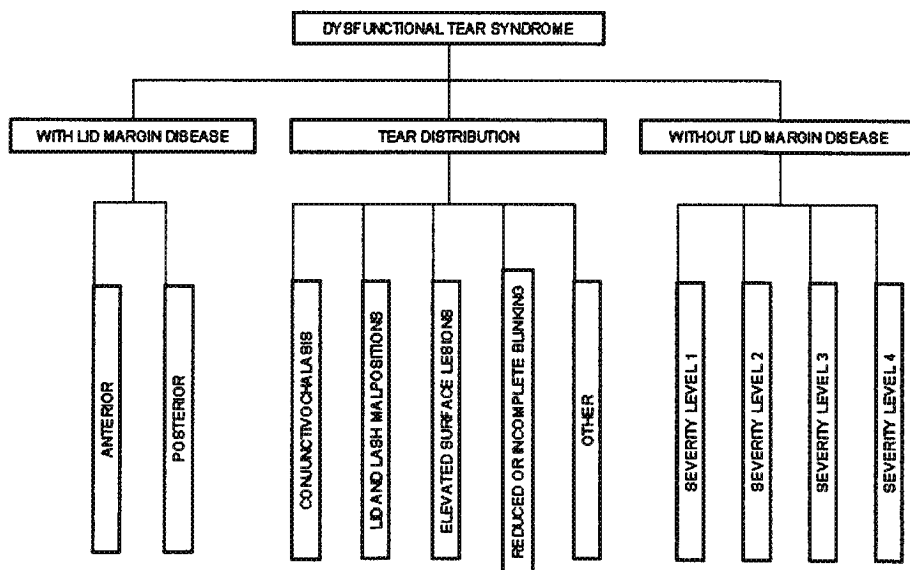 DYSFUNCTIONAL TEAR SYNDROME
WITH LID MARGIN DISEASE
TEAR DISTRIBUTION
WITHOUT LID MARGIN DISEASE
ANTERIOR
POSTERIOR
CONJUNCTIVOCHALASIS
LID AND LASH MALPOSITIONS
ELEVATED SURFACE LESIONS
REDUCED OR INCOMPLETE BLINKING
OTHER
SEVERITY LEVEL 1
SEVERITY LEVEL 2
SEVERITY LEVEL 3
SEVERITY LEVEL 4